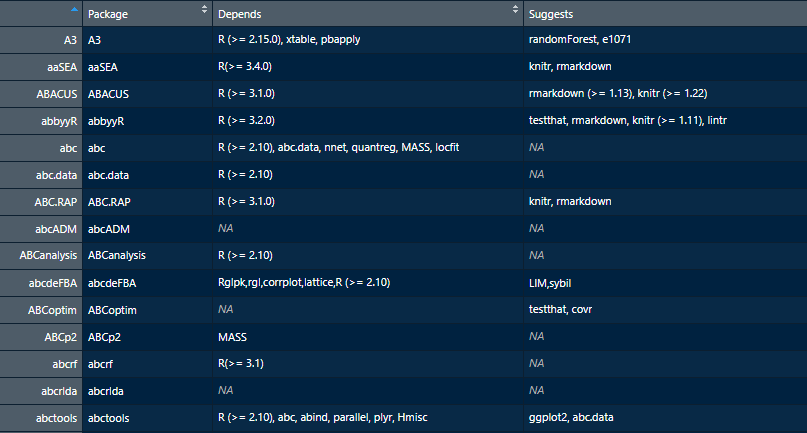 Package Depends Suggests
A3 A3 R (>= 2.15.0), xtable, pbapply randomForest, e1071
aaSEA aaSEA R(>= 3.4.0) knitr, rmarkdown
ABACUS ABACUS R (>= 3.1.0) rmarkdown (>= 1.13), knitr (>= 1.22)
abbyyR abbyyR R (>= 3.2.0) testthat, rmarkdown, knitr (>= 1.11), lintr
abc abc R (>= 2.10), abc.data, nnet, quantreg, MASS, locfit NA
abc.data abc.data R (>= 2.10) NA
ABC.RAP ABC.RAP R (>= 3.1.0) knitr, rmarkdown
abcADM abcADM NA NA
ABCanalysis ABCanalysis R (>= 2.10) NA
abcdeFBA abcdeFBA Rglpk,rgl,corrplot,lattice,R (>= 2.10) LIM,sybil
ABCoptim ABCoptim NA testthat, covr
ABCp2 ABCp2 MASS NA
abcrf abcrf R(>= 3.1) NA
abcrlda abcrlda NA NA
abctools abctools R (>= 2.10), abc, abind, parallel, plyr, Hmisc ggplot2, abc.data